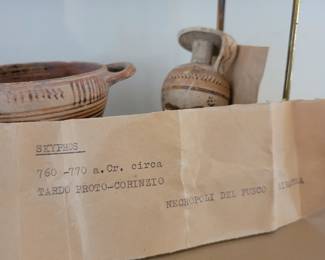 SKYPHOS
760 -770 a.Cr. circa
TARDO PROTO-CORINZIO
NECROPOLI DEL FUSCO